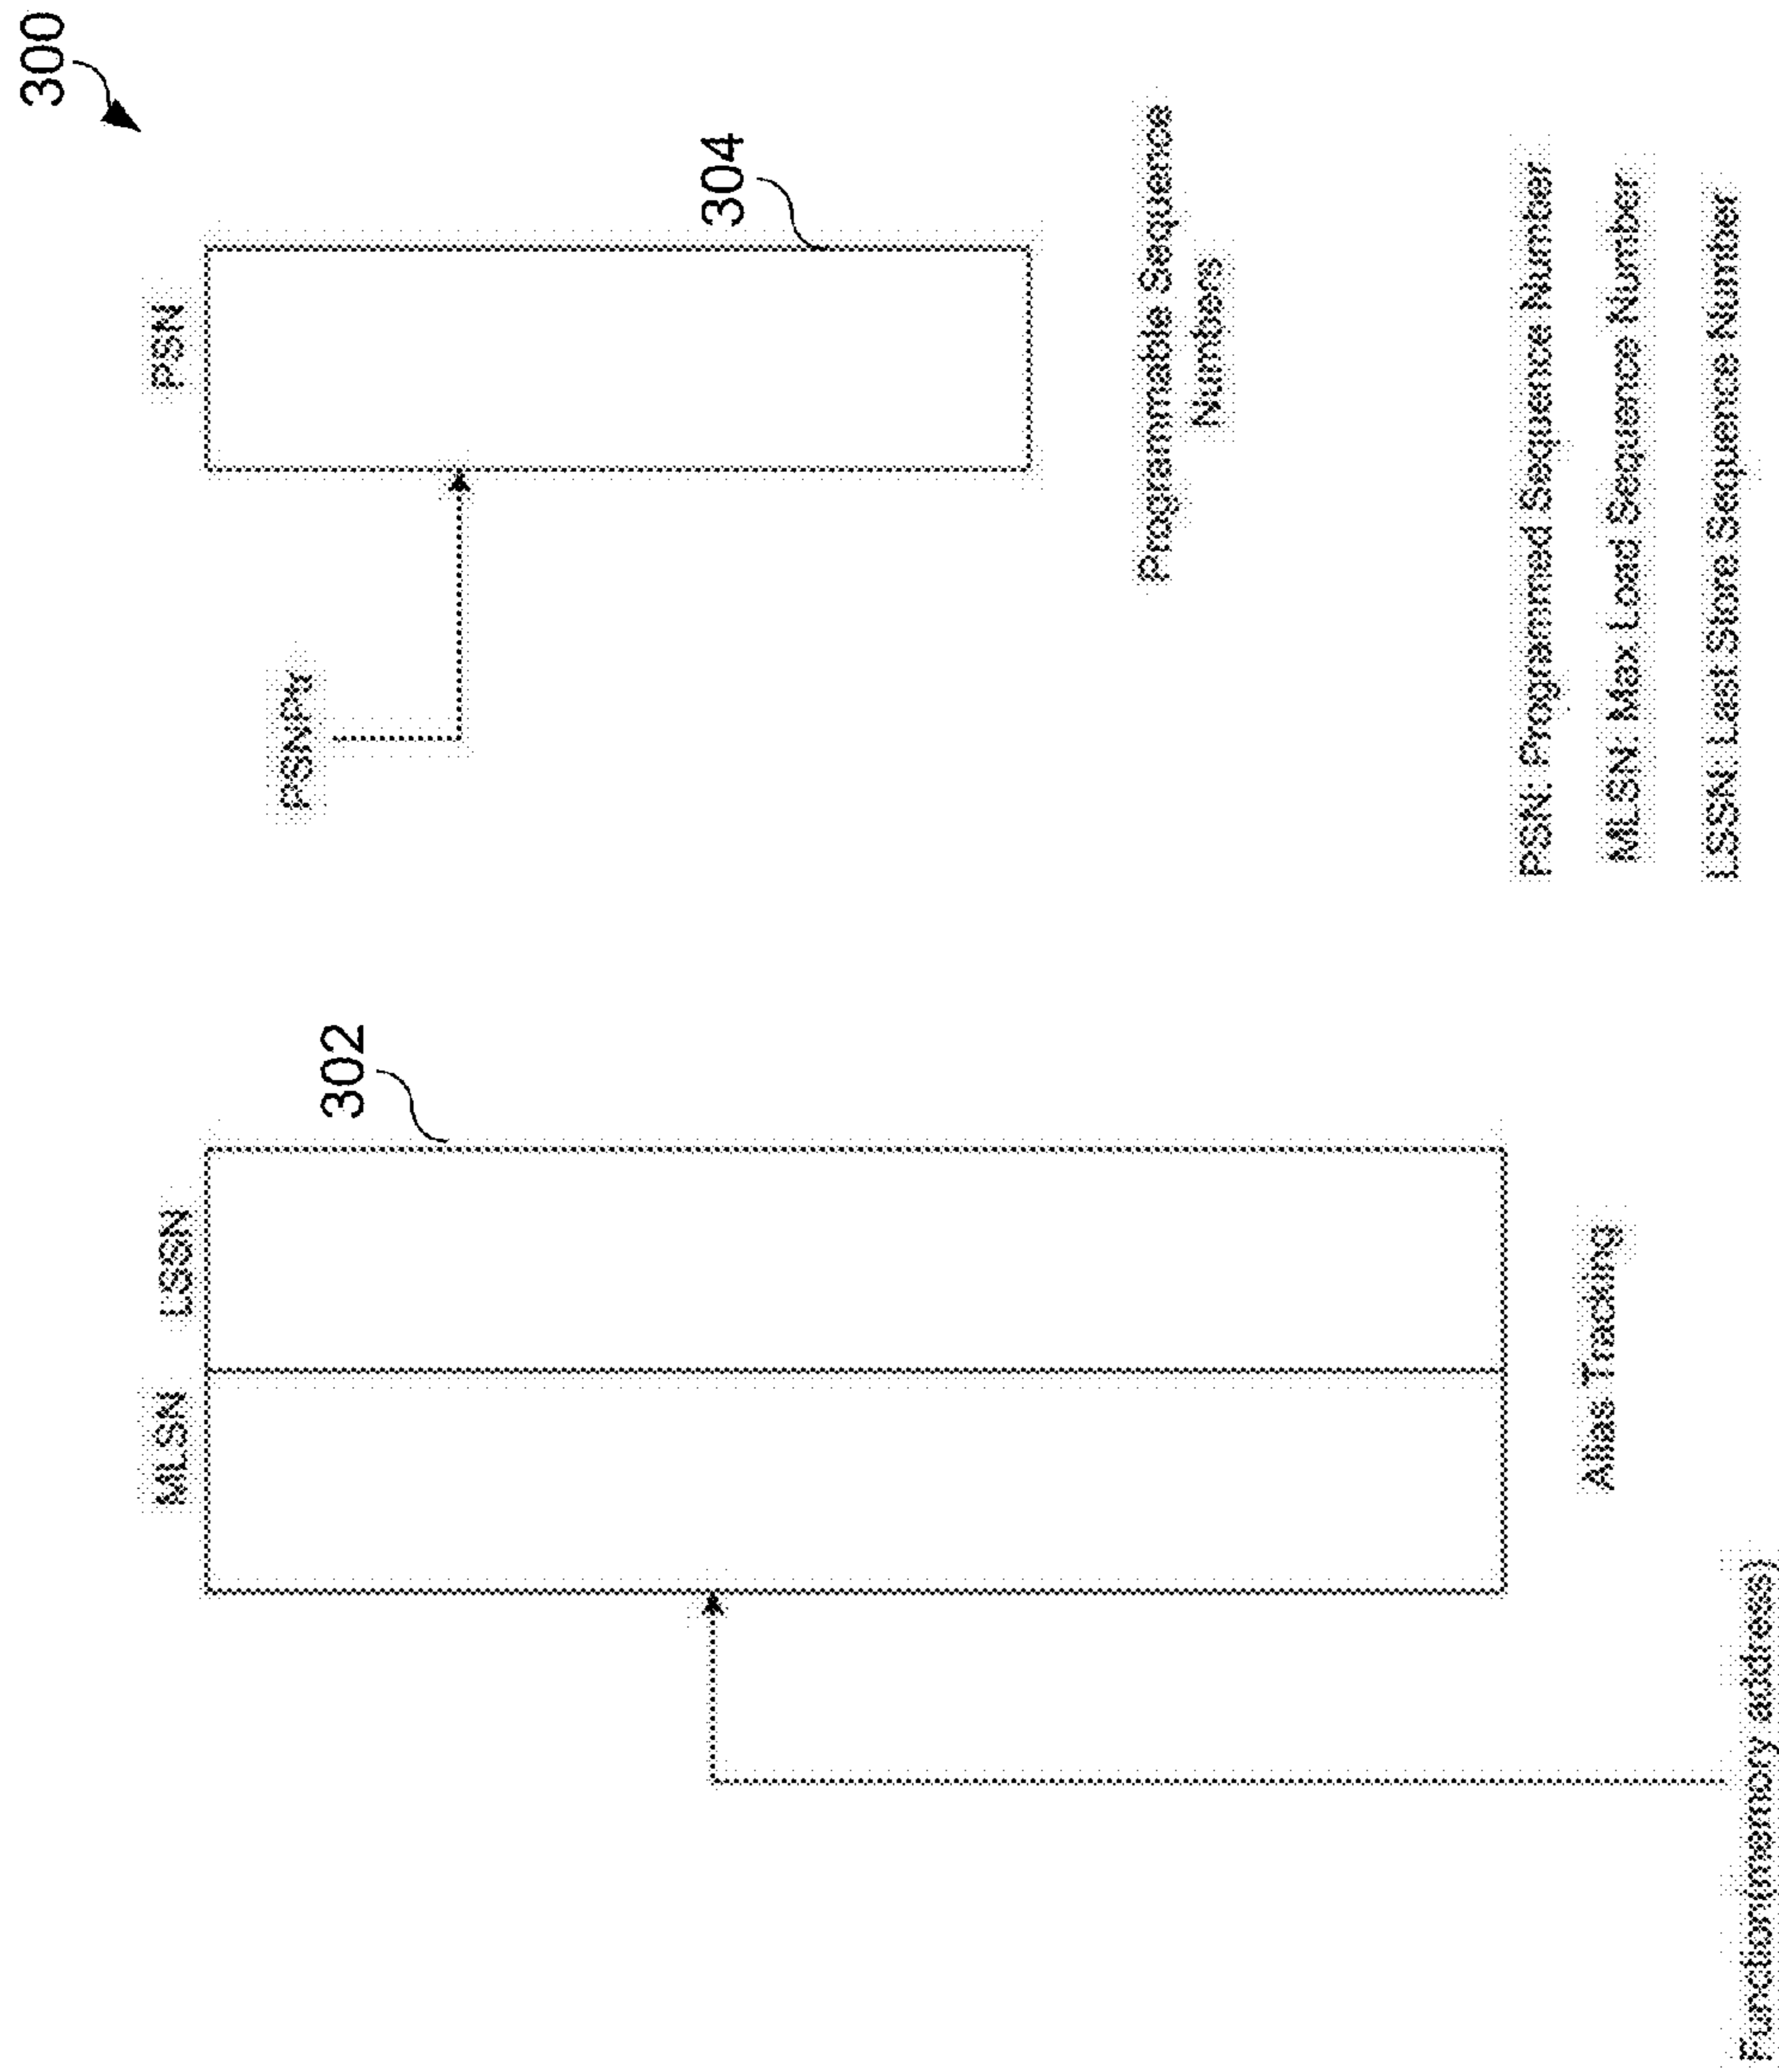 300
302
304
MLSN
LSSN
PSN
PSNPtr
Function(memory address)
Alias Tracking
Programmable Sequence
Numbers
PSN: Programmed Sequence Number
MLSN: Max Load Sequence Number
LSSN: Last Store Sequence Number